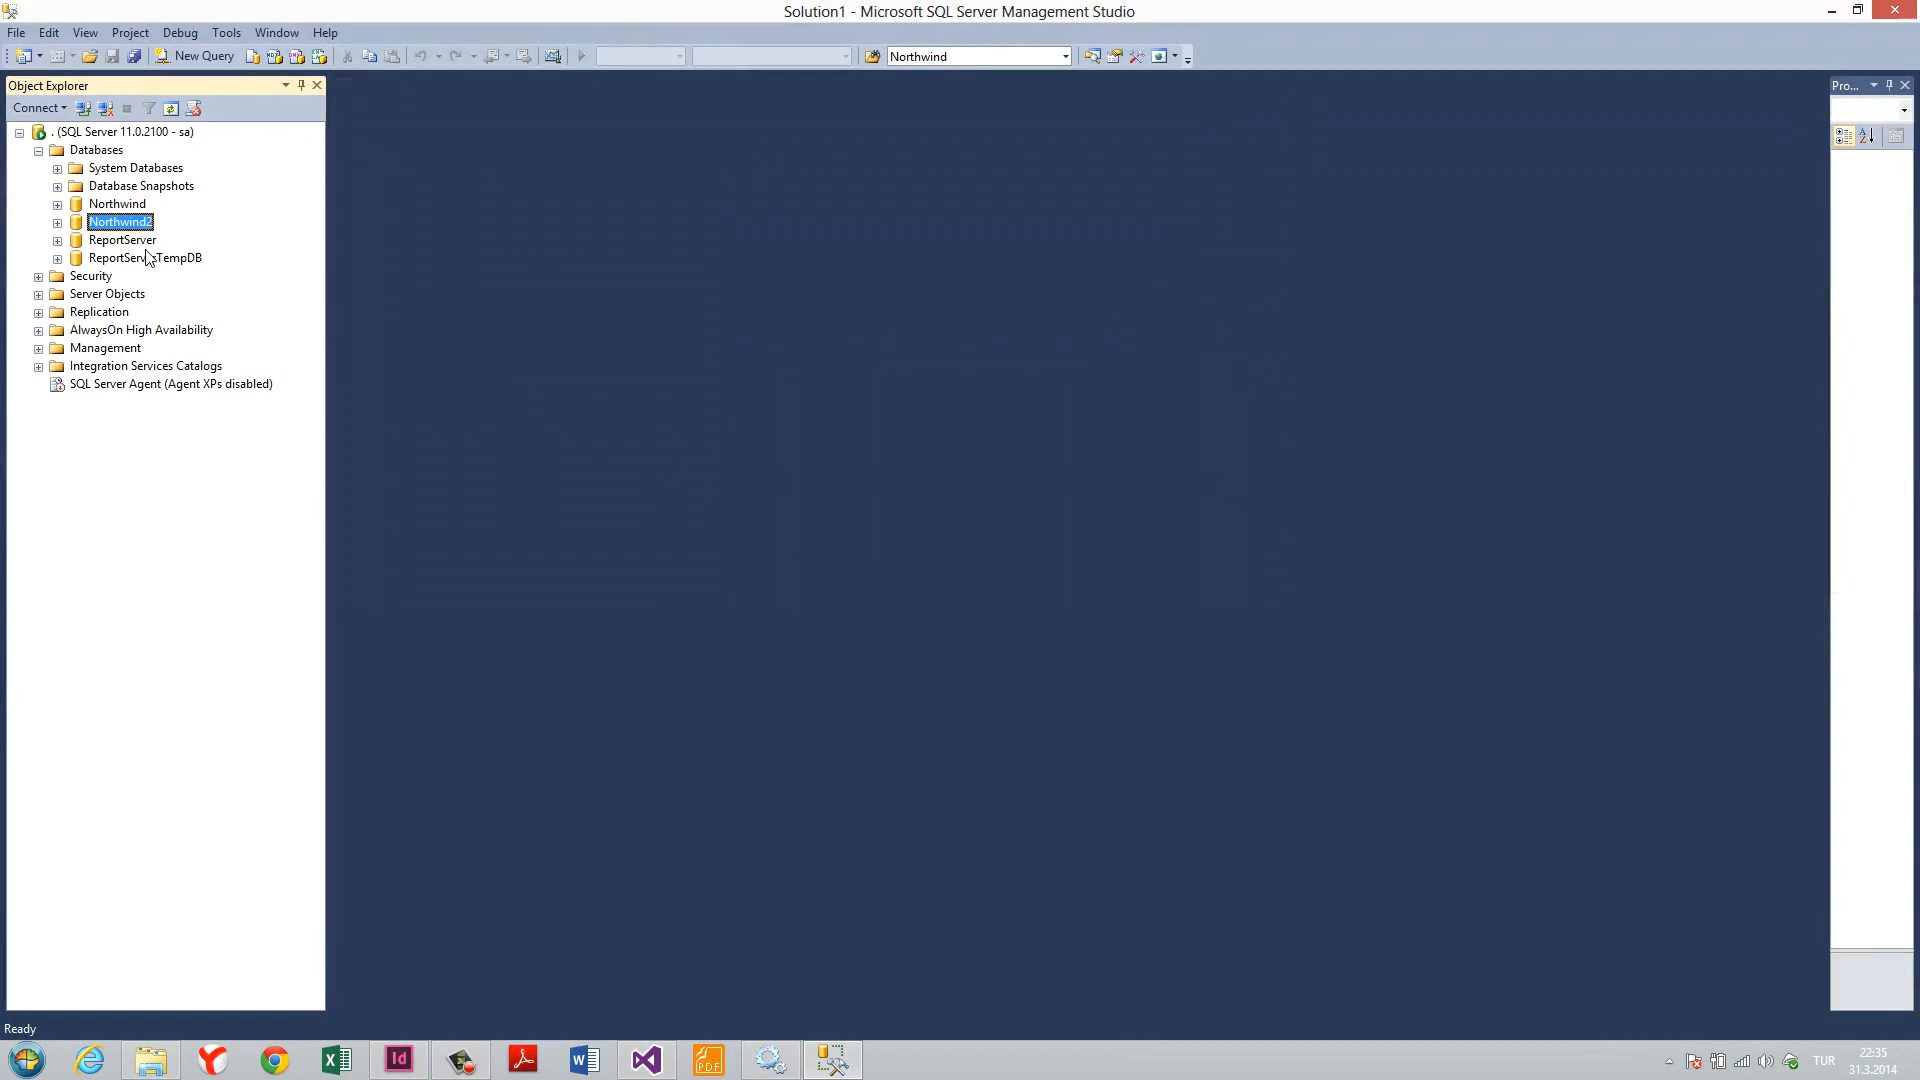 Solution1 - Microsoft SQL Server Management Studio
File Edit View Project Debug Tools Window Help
New Query
Northwind
Object Explorer
Pro...
Connect
. (SQL Server 11.0.2100 - sa)
Databases
System Databases
Database Snapshots
Northwind
Northwind2
ReportServer
ReportServerTempDB
Security
Server Objects
Replication
AlwaysOn High Availability
Management
Integration Services Catalogs
SQL Server Agent (Agent XPs disabled)
Ready
Id
PDF
TUR
22:35
31.3.2014